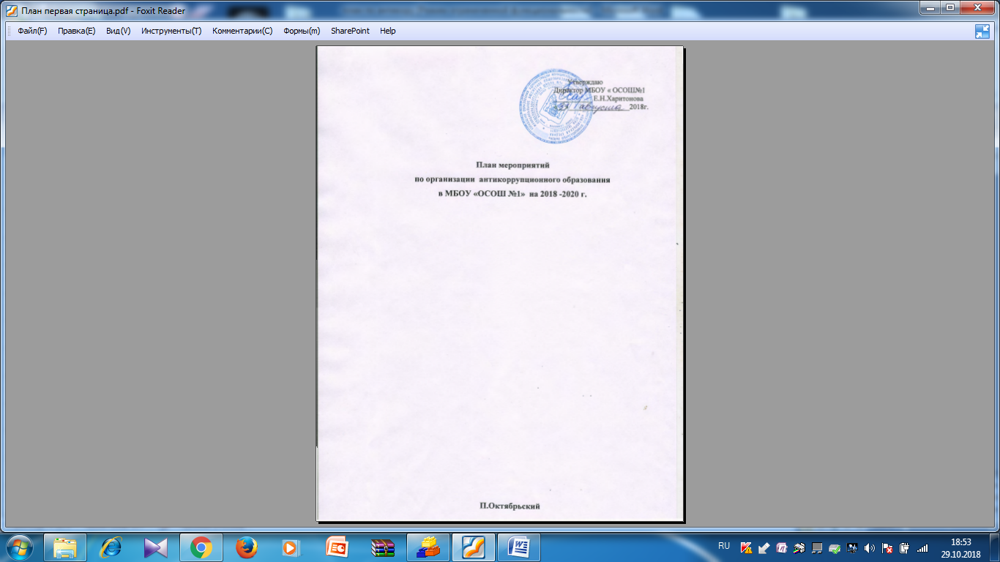 План первая страница.pdf - Foxit Reader
Файл(F) Правка(E) Вид(V) Инструменты(T) Комментарии(C) Формы(m) SharePoint Help
Утверждаю
Директор МБОУ « ОСОШ№1
Е.Н.Харитонова
августа 2018г.
План мероприятий
по организации антикоррупционного образования
в МБОУ «ОСОШ №1» на 2018 -2020 г.
П.Октябрьский
RU
18:53
29.10.2018